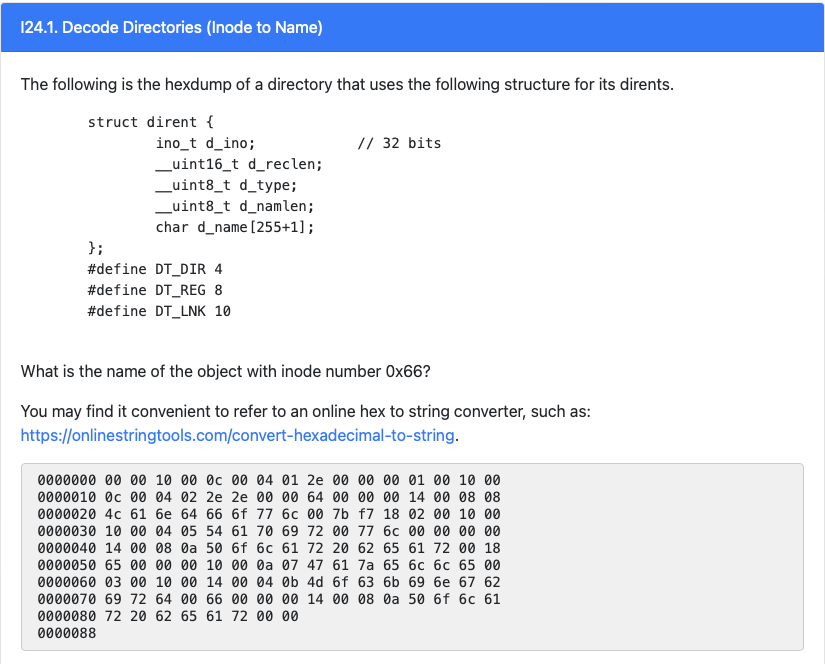 I24.1. Decode Directories (Inode to Name)
The following is the hexdump of a directory that uses the following structure for its dirents.
struct dirent {
ino_t d_ino; // 32 bits
__uint16_t d_reclen;
__uint8_t d_type;
__uint8_t d_namlen;
char d_name[255+1];
};
#define DT_DIR 4
#define DT_REG 8
#define DT_LNK 10
What is the name of the object with inode number 0x66?
You may find it convenient to refer to an online hex to string converter, such as:
https://onlinestringtools.com/convert-hexadecimal-to-string.
0000000 00 00 10 00 0c 00 04 01 2e 00 00 00 01 00 10 00
0000010 0c 00 04 02 2e 2e 00 00 64 00 00 00 14 00 08 08
0000020 4c 61 6e 64 66 6f 77 6c 00 7b f7 18 02 00 10 00
0000030 10 00 04 05 54 61 70 69 72 00 77 6c 00 00 00 00
0000040 14 00 08 0a 50 6f 6c 61 72 20 62 65 61 72 00 18
0000050 65 00 00 00 10 00 0a 07 47 61 7a 65 6c 6c 65 00
0000060 03 00 10 00 14 00 04 0b 4d 6f 63 6b 69 6e 67 62
0000070 69 72 64 00 66 00 00 00 14 00 08 0a 50 6f 6c 61
0000080 72 20 62 65 61 72 00 00
0000088